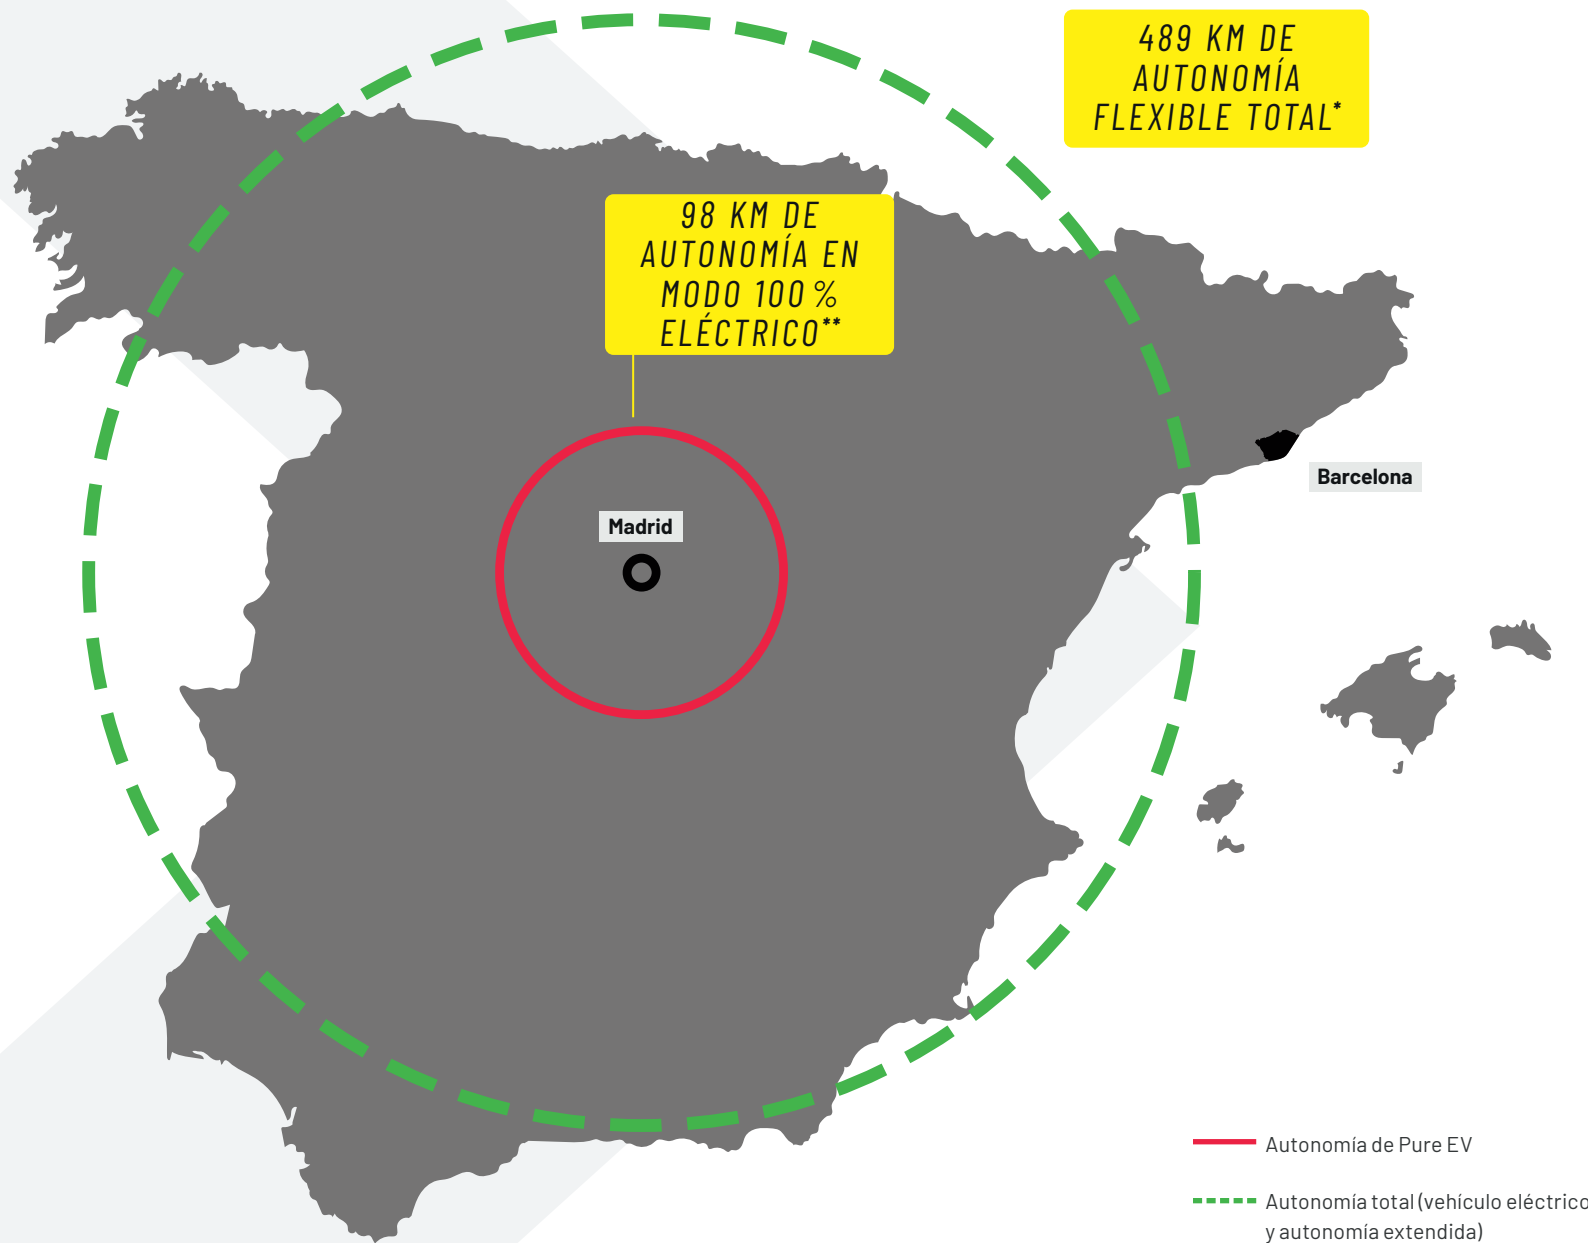 489 KM DE
AUTONOMÍA
FLEXIBLE TOTAL*
98 KM DE
AUTONOMÍA EN
MODO 100 %
ELÉCTRICO**
Barcelona
Madrid
Autonomía de Pure EV
Autonomía total (vehículo eléctrico
y autonomía extendida)